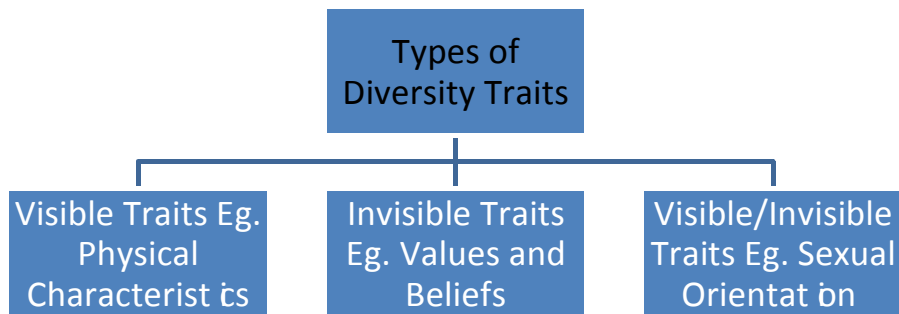 Types of
Diversity Traits
Visible Traits Eg.
Physical
Characteristics
Invisible Traits
Eg. Values and
Beliefs
Visible/Invisible
Traits Eg. Sexual
Orientation